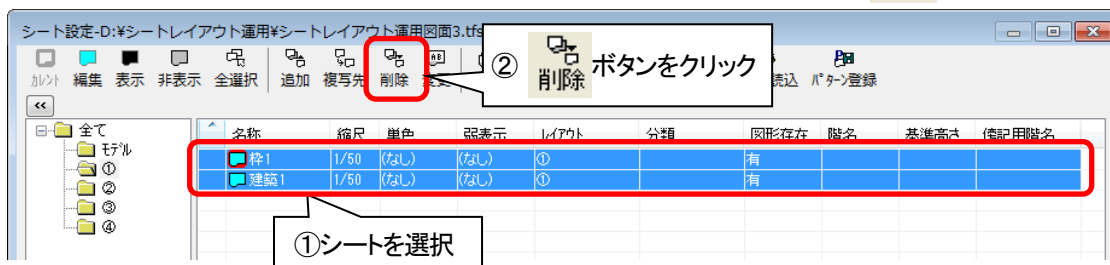 シート設定-D:¥シートレイアウト運用¥シートレイアウト運用図面3.tfs
カレント 編集 表示 非表示 全選択 追加 複写先 削除
パターン登録
② 削除 ボタンをクリック
<<
全て
モデル
①
②
③
④
名称 縮尺 単色 弱表示 レイアウト 分類 図形存在 階名 基準高さ 傍記用階名
枠1 1/50 (なし) (なし) ① 有
建築1 1/50 (なし) (なし) ① 有
①シートを選択